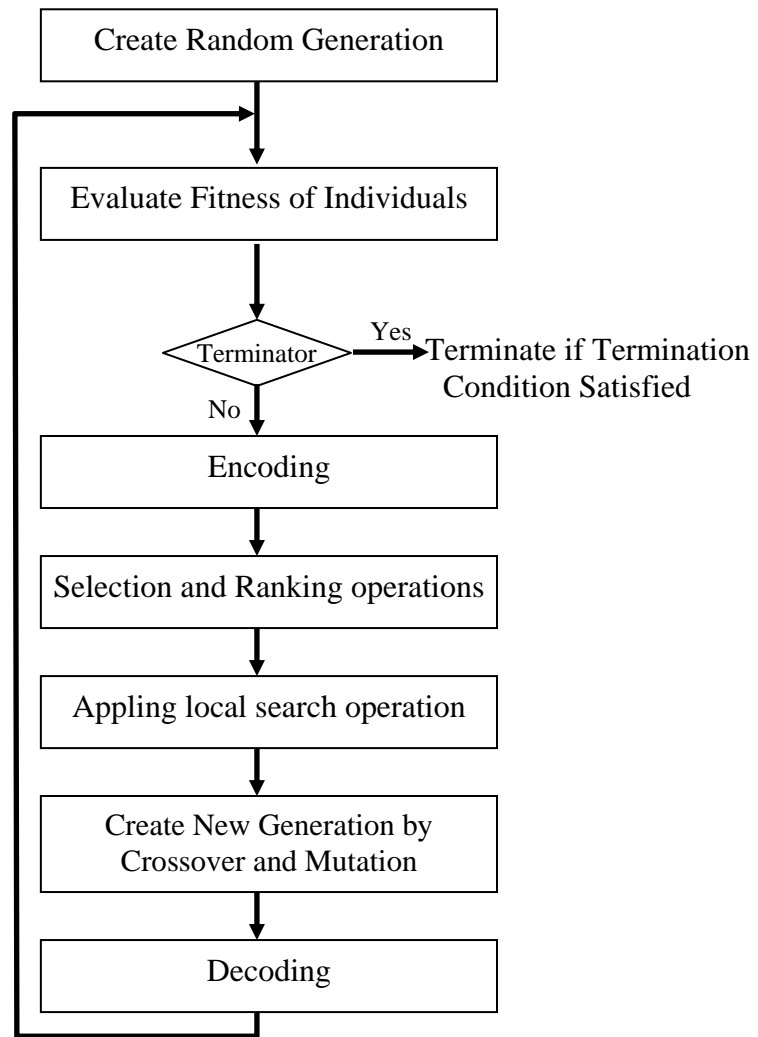 Create Random Generation
Evaluate Fitness of Individuals
Terminator
Yes
Terminate if Termination
Condition Satisfied
No
Encoding
Selection and Ranking operations
Appling local search operation
Create New Generation by
Crossover and Mutation
Decoding